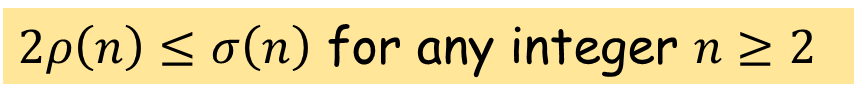 2ρ(n) ≤ σ(n) for any integer n ≥ 2